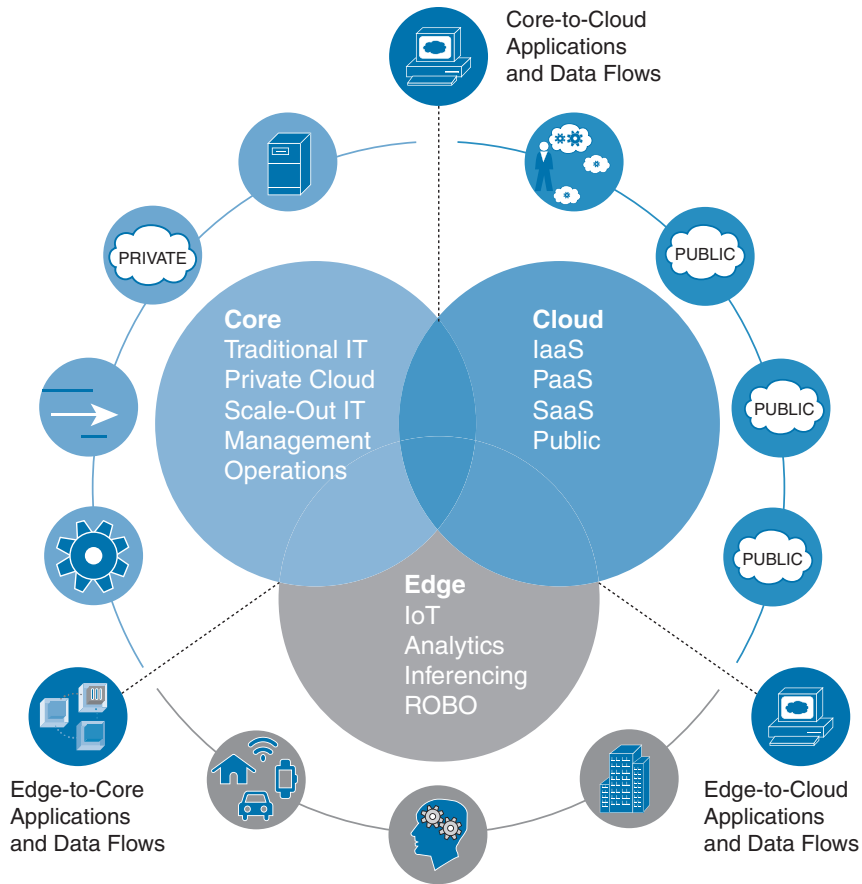 Core-to-Cloud
Applications
and Data Flows
PRIVATE
PUBLIC
Core
Traditional IT
Private Cloud
Scale-Out IT
Management
Operations
Cloud
IaaS
PaaS
SaaS
Public
PUBLIC
PUBLIC
Edge
IoT
Analytics
Inferencing
ROBO
Edge-to-Core
Applications
and Data Flows
Edge-to-Cloud
Applications
and Data Flows